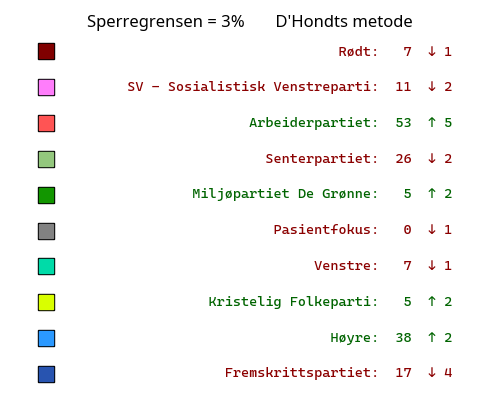 Sperregrensen = 3% D'Hondts metode
Rødt: 7 ↓ 1
SV – Sosialistisk Venstreparti: 11 ↓ 2
Arbeiderpartiet: 53 ↑ 5
Senterpartiet: 26 ↓ 2
Miljøpartiet De Grønne: 5 ↑ 2
Pasientfokus: 0 ↓ 1
Venstre: 7 ↓ 1
Kristelig Folkeparti: 5 ↑ 2
Høyre: 38 ↑ 2
Fremskrittspartiet: 17 ↓ 4